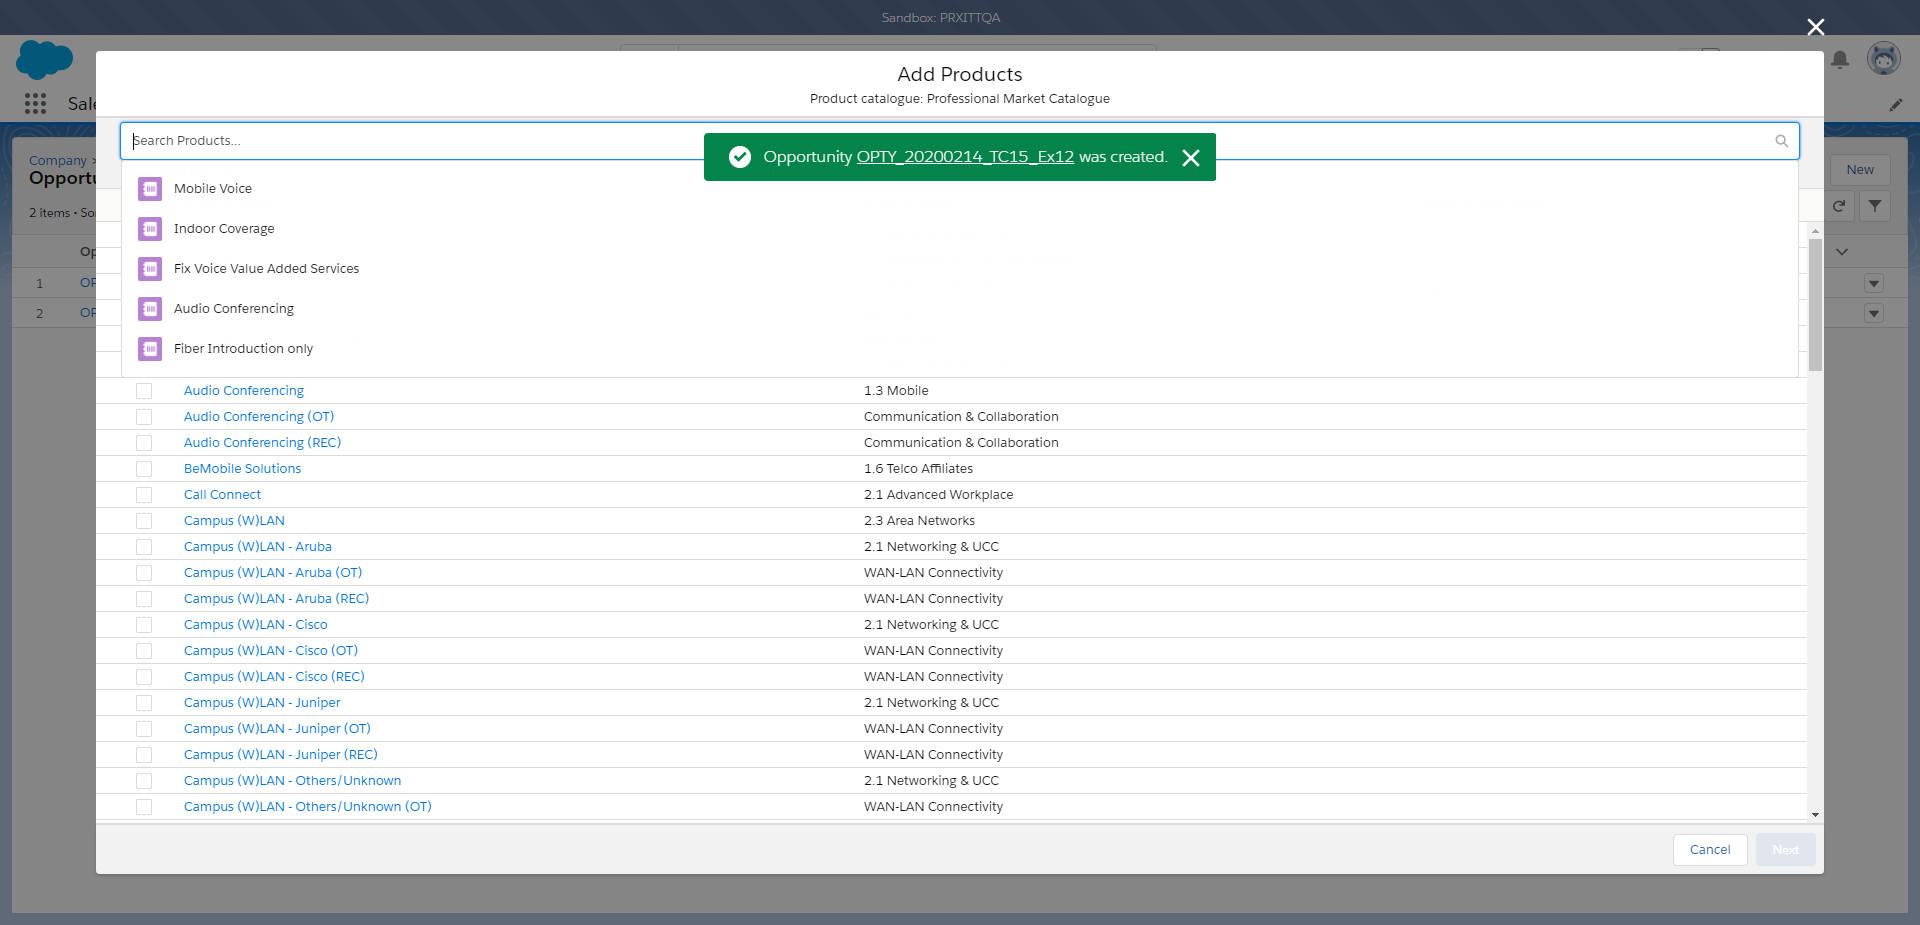 Sandbox: PRXITTQA
Add Products
Product catalogue: Professional Market Catalogue
Search Products...
Opportunity OPTY_20200214_TC15_Ex12 was created.
Company >
New
2 items •
1
2
Mobile Voice
Indoor Coverage
Fix Voice Value Added Services
Audio Conferencing
Fiber Introduction only
Audio Conferencing 1.3 Mobile
Audio Conferencing (OT) Communication & Collaboration
Audio Conferencing (REC) Communication & Collaboration
BeMobile Solutions 1.6 Telco Affiliates
Call Connect 2.1 Advanced Workplace
Campus (W)LAN 2.3 Area Networks
Campus (W)LAN - Aruba 2.1 Networking & UCC
Campus (W)LAN - Aruba (OT) WAN-LAN Connectivity
Campus (W)LAN - Aruba (REC) WAN-LAN Connectivity
Campus (W)LAN - Cisco 2.1 Networking & UCC
Campus (W)LAN - Cisco (OT) WAN-LAN Connectivity
Campus (W)LAN - Cisco (REC) WAN-LAN Connectivity
Campus (W)LAN - Juniper 2.1 Networking & UCC
Campus (W)LAN - Juniper (OT) WAN-LAN Connectivity
Campus (W)LAN - Juniper (REC) WAN-LAN Connectivity
Campus (W)LAN - Others/Unknown 2.1 Networking & UCC
Campus (W)LAN - Others/Unknown (OT) WAN-LAN Connectivity
Cancel
Next